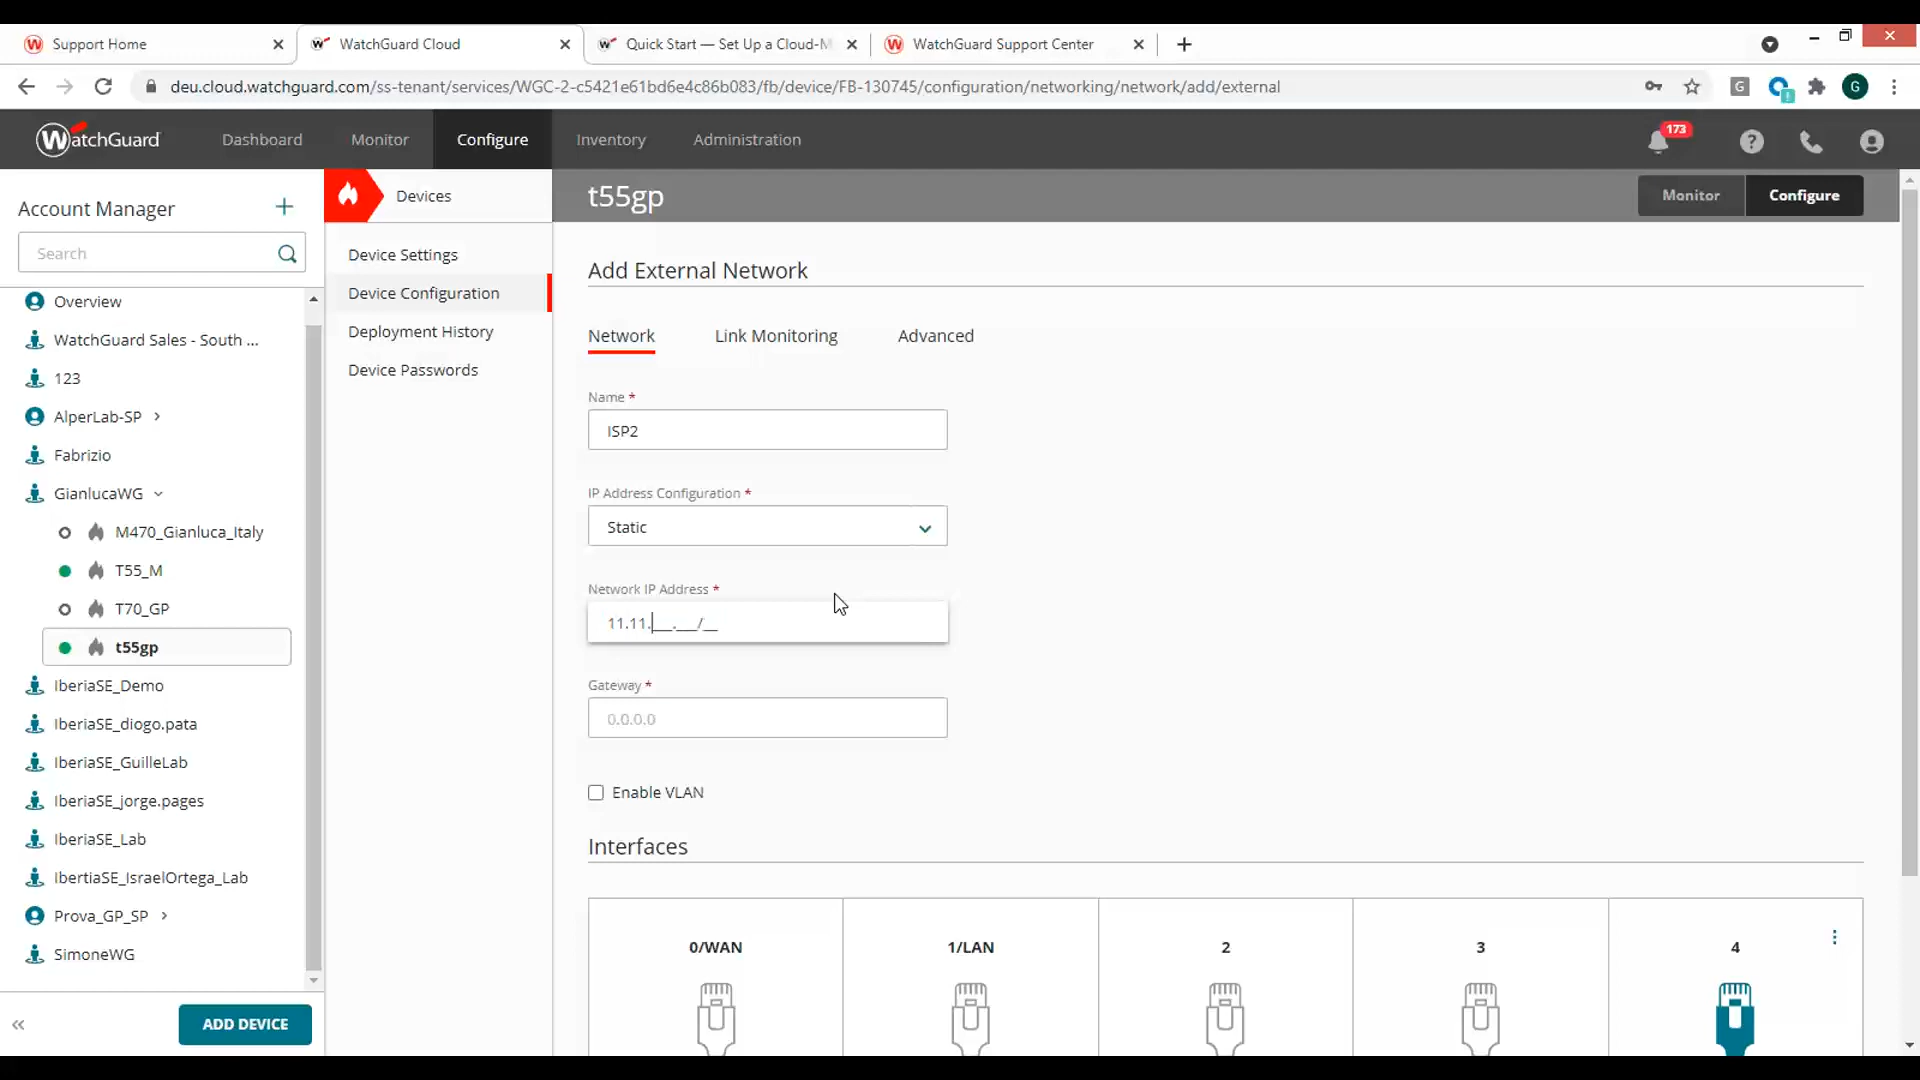 Support Home
WatchGuard Cloud
Quick Start — Set Up a Cloud-M
WatchGuard Support Center
deu.cloud.watchguard.com/ss-tenant/services/WGC-2-c5421e61bd6e4c86b083/fb/device/FB-130745/configuration/networking/network/add/external
G
G
WatchGuard
Dashboard
Monitor
Configure
Inventory
Administration
173
Account Manager
Search
Overview
WatchGuard Sales - South ...
123
AlperLab-SP
Fabrizio
GianlucaWG
M470_Gianluca_Italy
T55_M
T70_GP
t55gp
IberiaSE_Demo
IberiaSE_diogo.pata
IberiaSE_GuilleLab
IberiaSE_jorge.pages
IberiaSE_Lab
IbertiaSE_IsraelOrtega_Lab
Prova_GP_SP
SimoneWG
ADD DEVICE
Devices
Device Settings
Device Configuration
Deployment History
Device Passwords
t55gp
Monitor
Configure
Add External Network
Network
Link Monitoring
Advanced
Name *
ISP2
IP Address Configuration *
Static
Network IP Address *
11.11.___.___/__
Gateway *
0.0.0.0
Enable VLAN
Interfaces
0/WAN
1/LAN
2
3
4